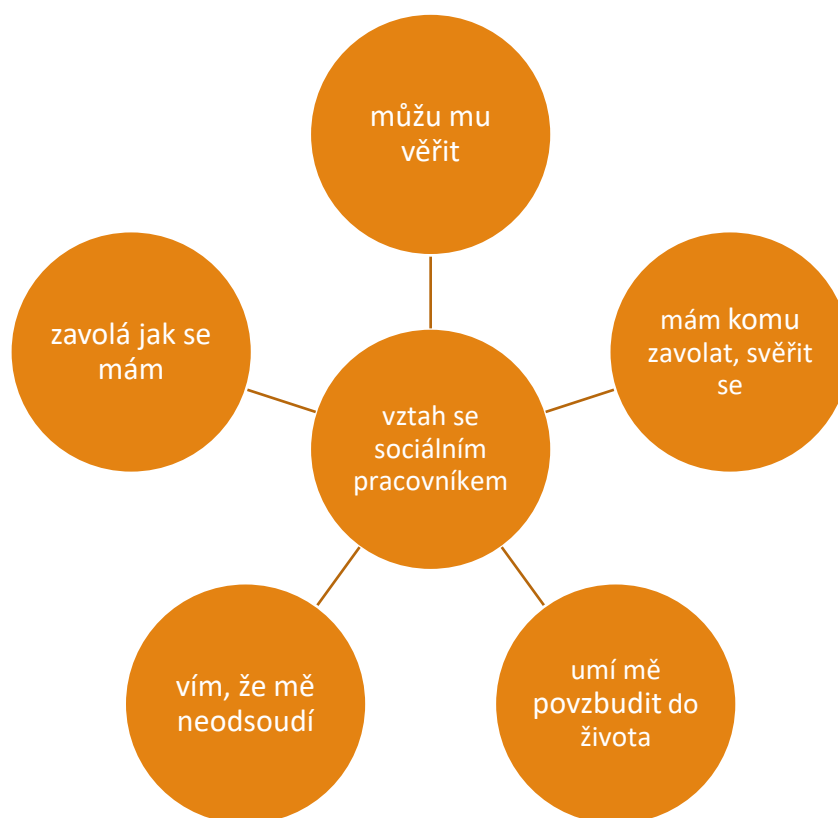 můžu mu
věřit
zavolá jak se
mám
mám komu
zavolat, svěřit
se
vztah se
sociálním
pracovníkem
vím, že mě
neodsoudí
umí mě
povzbudit do
života